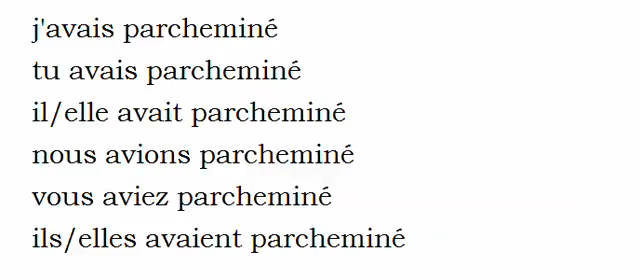 j'avais parcheminé
tu avais parcheminé
il/elle avait parcheminé
nous avions parcheminé
vous aviez parcheminé
ils/elles avaient parcheminé